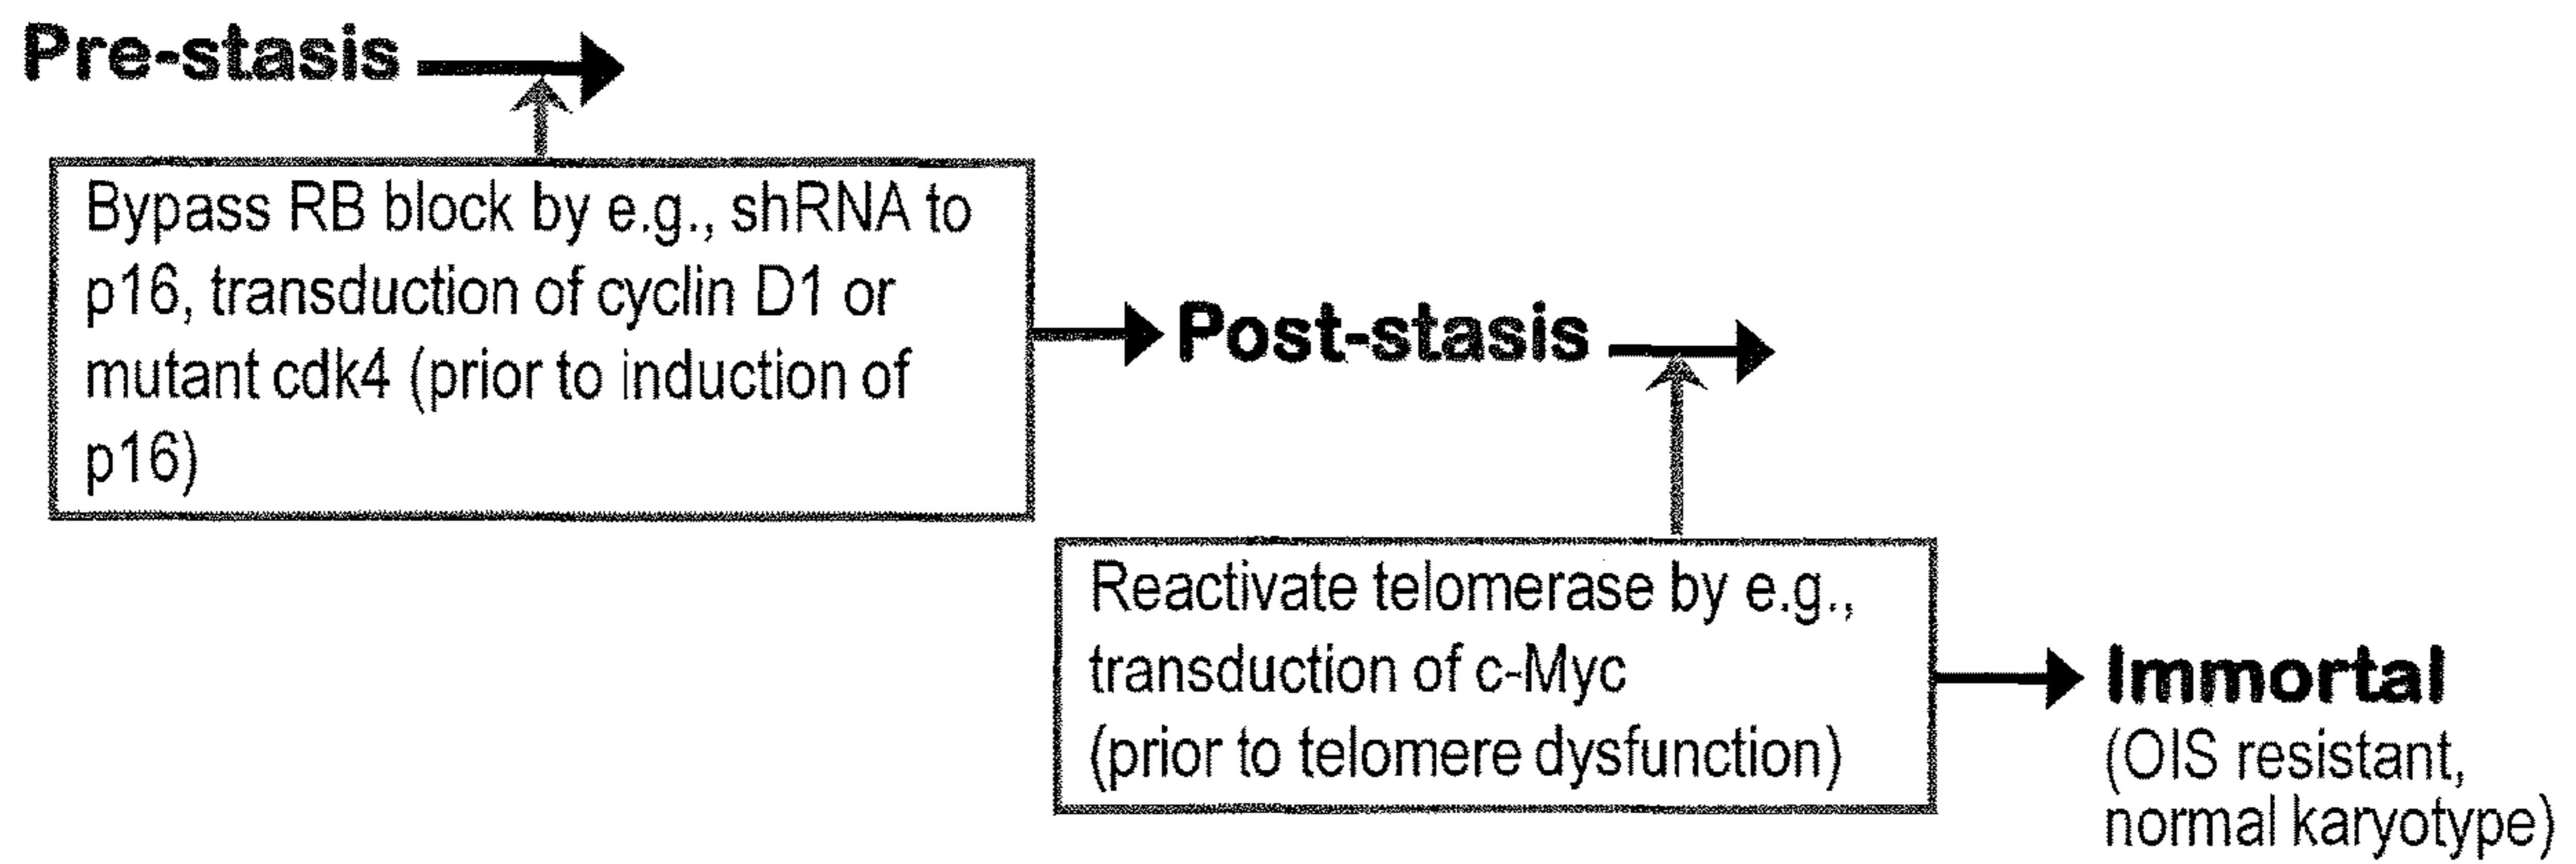 Pre-stasis
Bypass RB block by e.g., shRNA to
p16, transduction of cyclin D1 or
mutant cdk4 (prior to induction of
p16)
Post-stasis
Reactivate telomerase by e.g.,
transduction of c-Myc
(prior to telomere dysfunction)
Immortal
(OIS resistant,
normal karyotype)